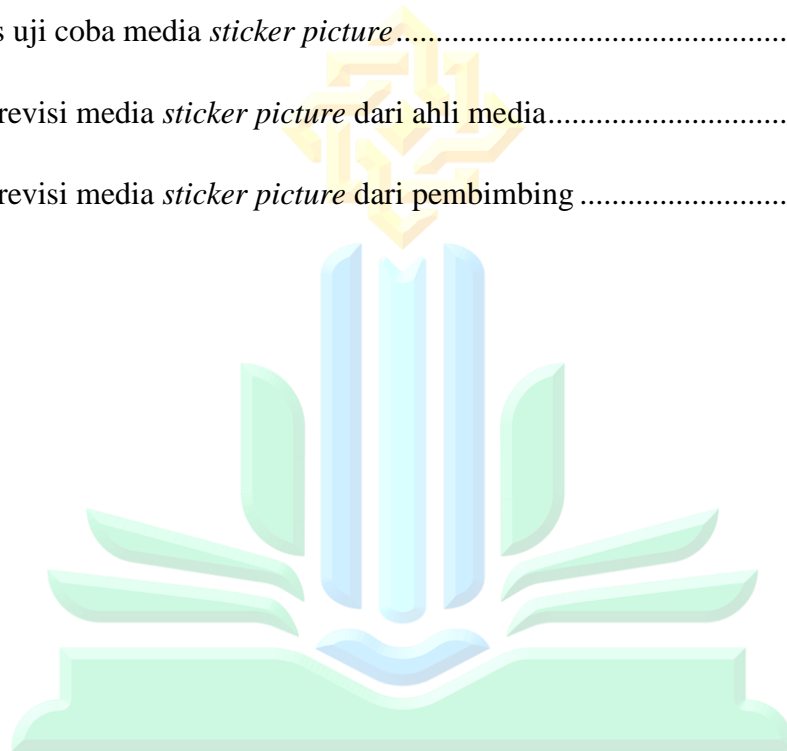 s uji coba media sticker picture..................................................
revisi media sticker picture dari ahli media...............................
revisi media sticker picture dari pembimbing...........................